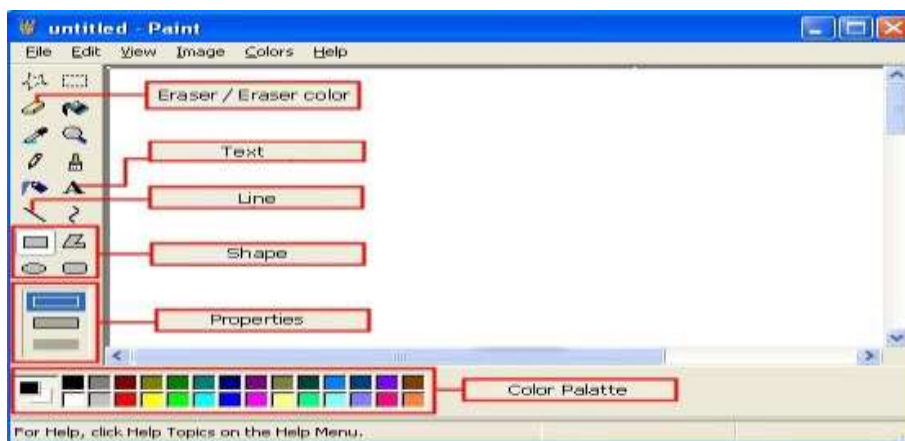 untitled - Paint
File Edit View Image Colors Help
Eraser / Eraser color
Text
A
Line
Shape
Properties
Color Palatte
For Help, click Help Topics on the Help Menu.